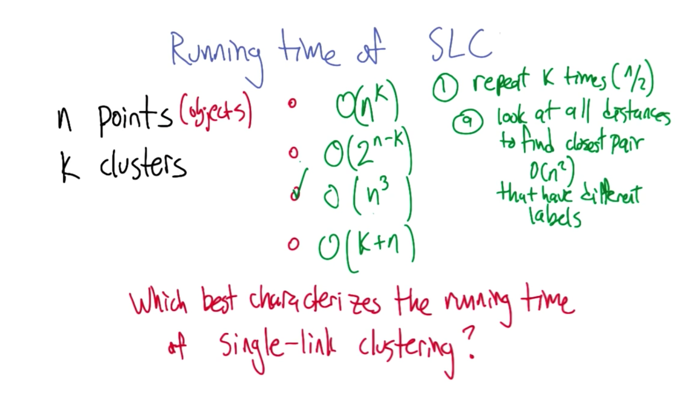 Running time of SLC
n points (objects)
K clusters
O(n^k)
O(2^{n-k})
O(n^3)
O(K+n)
① repeat K times (n/2)
ⓐ look at all distances
to find closest pair
O(n^2)
that have different
labels
Which best characterizes the running time
of single-link clustering?